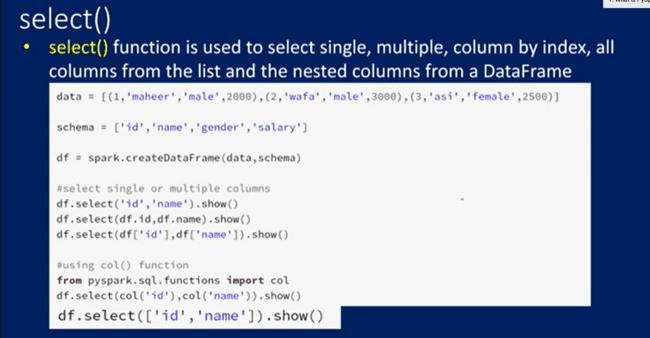 select()
• select() function is used to select single, multiple, column by index, all
columns from the list and the nested columns from a DataFrame
data = [(1,'maheer','male',2000),(2,'wafa','male',3000),(3,'asi','female',2500)]
schema = ['id','name','gender','salary']
df = spark.createDataFrame(data,schema)
#select single or multiple columns
df.select('id','name').show()
df.select(df.id,df.name).show()
df.select(df['id'],df['name']).show()
#using col() function
from pyspark.sql.functions import col
df.select(col('id'),col('name')).show()
df.select(['id','name']).show()